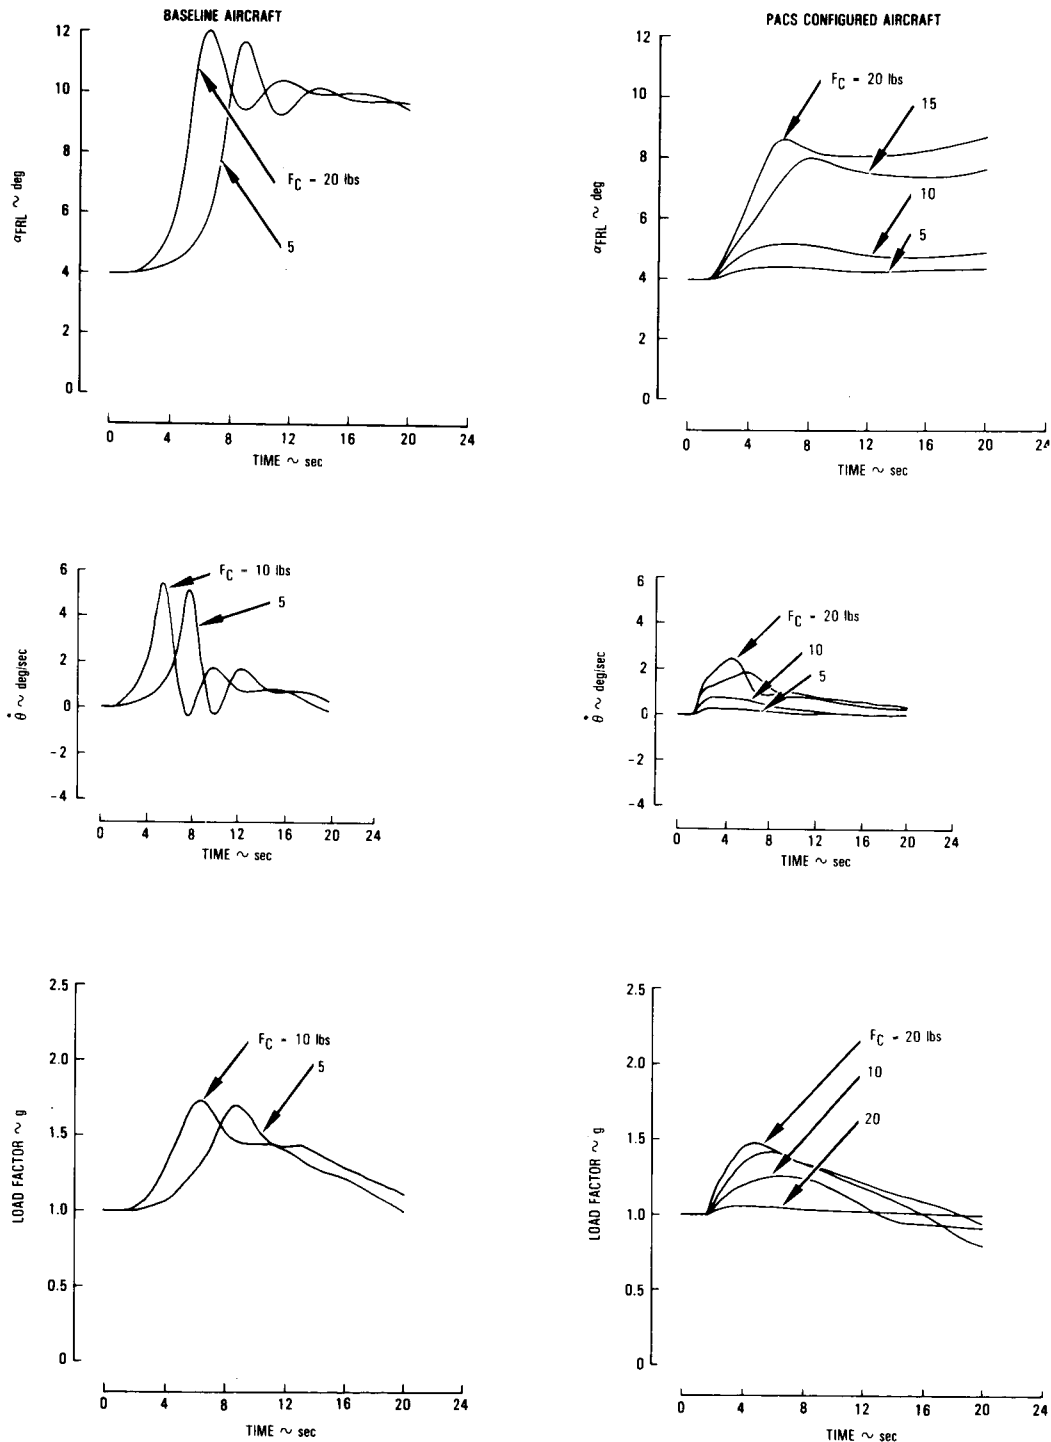 BASELINE AIRCRAFT
12
10
8
6
4
2
0
αFRL ~ deg
FC - 20 lbs
5
0 4 8 12 16 20 24
TIME ~ sec
PACS CONFIGURED AIRCRAFT
12
10
8
6
4
2
0
αFRL ~ deg
FC - 20 lbs
15
10
5
0 4 8 12 16 20 24
TIME ~ sec
6
4
2
0
-2
-4
θ̇ ~ deg/sec
FC - 10 lbs
5
0 4 8 12 16 20 24
TIME ~ sec
6
4
2
0
-2
-4
θ̇ ~ deg/sec
FC - 20 lbs
10
5
0 4 8 12 16 20 24
TIME ~ sec
2.5
2.0
1.5
1.0
0.5
0
LOAD FACTOR ~ g
FC - 10 lbs
5
0 4 8 12 16 20 24
TIME ~ sec
2.5
2.0
1.5
1.0
0.5
0
LOAD FACTOR ~ g
FC - 20 lbs
10
20
0 4 8 12 16 20 24
TIME ~ sec